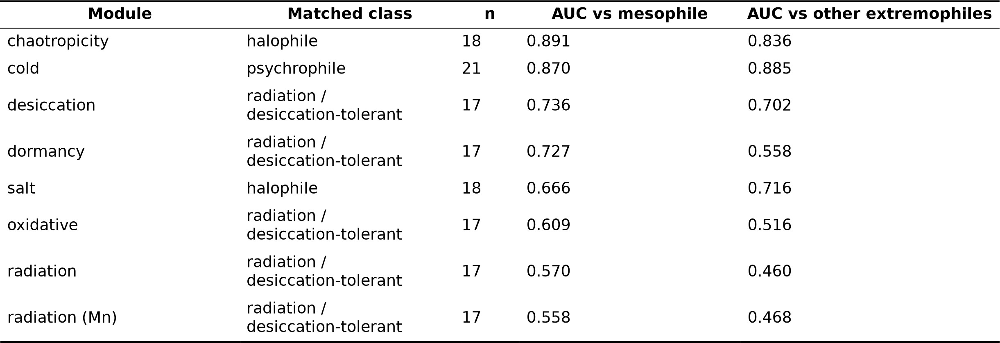 Module Matched class n AUC vs mesophile AUC vs other extremophiles
chaotropicity halophile 18 0.891 0.836
cold psychrophile 21 0.870 0.885
desiccation radiation / desiccation-tolerant 17 0.736 0.702
dormancy radiation / desiccation-tolerant 17 0.727 0.558
salt halophile 18 0.666 0.716
oxidative radiation / desiccation-tolerant 17 0.609 0.516
radiation radiation / desiccation-tolerant 17 0.570 0.460
radiation (Mn) radiation / desiccation-tolerant 17 0.558 0.468